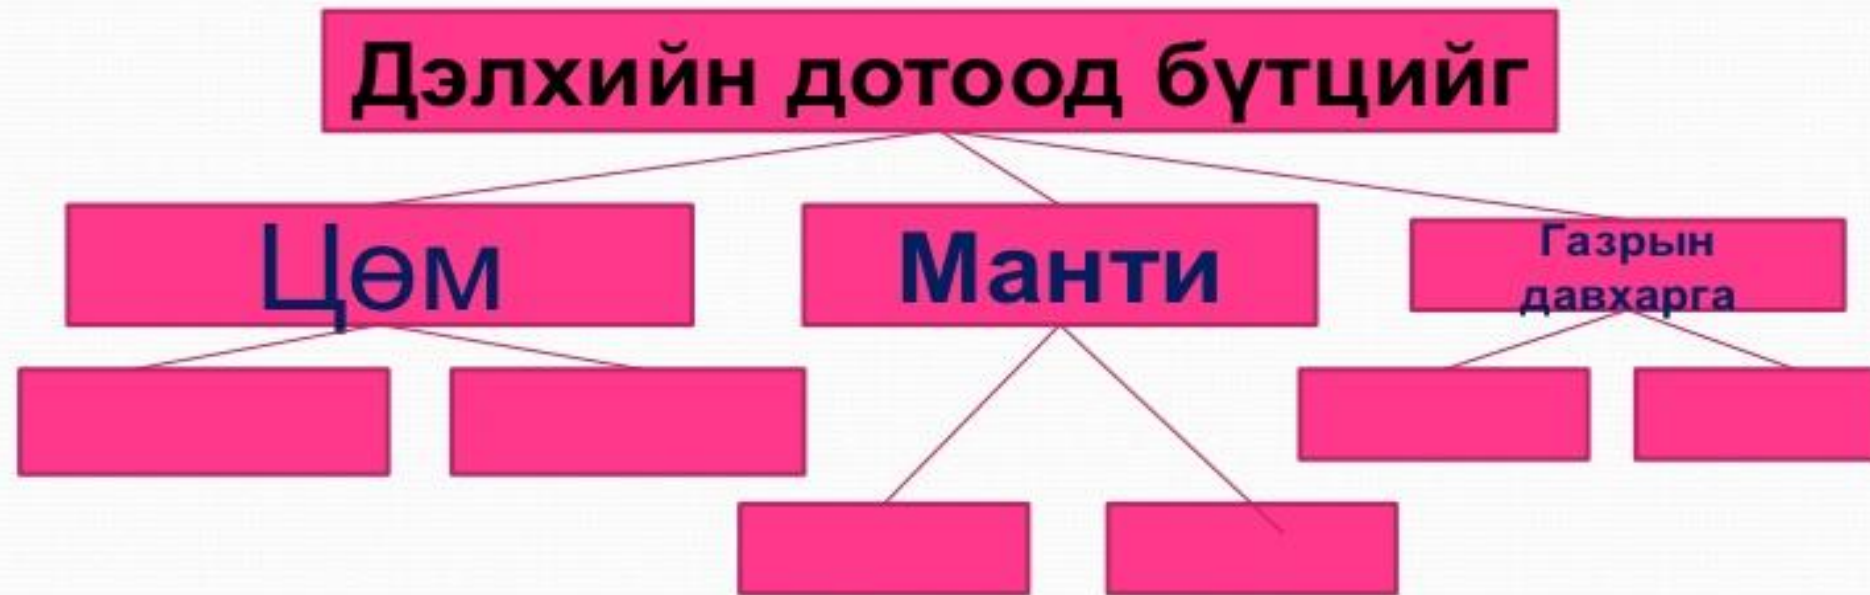 Дэлхийн дотоод бүтцийг
Цөм
Манти
Газрын
давхарга